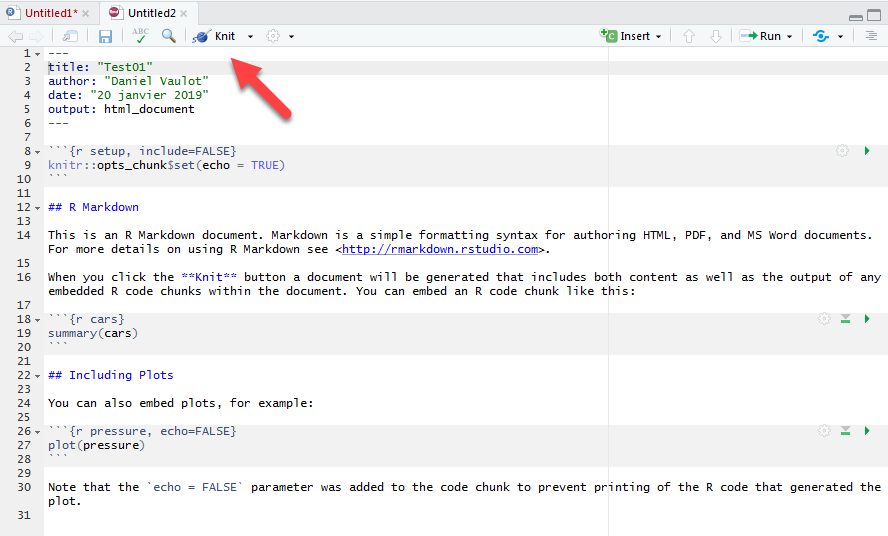 Untitled1* × Untitled2 ×
ABC Knit Insert Run
1 ---
2 title: "Test01"
3 author: "Daniel Vaulot"
4 date: "20 janvier 2019"
5 output: html_document
6 ---
7
8 ```{r setup, include=FALSE}
9 knitr::opts_chunk$set(echo = TRUE)
10 ```
11
12 ## R Markdown
13
14 This is an R Markdown document. Markdown is a simple formatting syntax for authoring HTML, PDF, and MS Word documents.
For more details on using R Markdown see <http://rmarkdown.rstudio.com>.
15
16 When you click the **Knit** button a document will be generated that includes both content as well as the output of any
embedded R code chunks within the document. You can embed an R code chunk like this:
17
18 ```{r cars}
19 summary(cars)
20 ```
21
22 ## Including Plots
23
24 You can also embed plots, for example:
25
26 ```{r pressure, echo=FALSE}
27 plot(pressure)
28 ```
29
30 Note that the `echo = FALSE` parameter was added to the code chunk to prevent printing of the R code that generated the
plot.
31